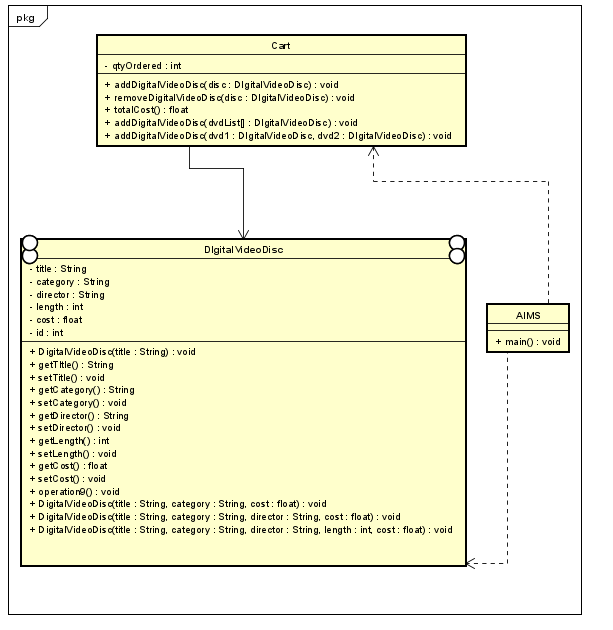 pkg
Cart
- qtyOrdered : int
+ addDigitalVideoDisc(disc : DIgitalVideoDisc) : void
+ removeDigitalVideoDisc(disc : DIgitalVideoDisc) : void
+ totalCost() : float
+ addDigitalVideoDisc(dvdList[] : DIgitalVideoDisc) : void
+ addDigitalVideoDisc(dvd1 : DIgitalVideoDisc, dvd2 : DIgitalVideoDisc) : void
DIgitalVideoDisc
- title : String
- category : String
- director : String
- length : int
- cost : float
- id : int
+ DigitalVideoDisc(title : String) : void
+ getTItle() : String
+ setTitle() : void
+ getCategory() : String
+ setCategory() : void
+ getDirector() : String
+ setDirector() : void
+ getLength() : int
+ setLength() : void
+ getCost() : float
+ setCost() : void
+ operation9() : void
+ DigitalVideoDisc(title : String, category : String, cost : float) : void
+ DigitalVideoDisc(title : String, category : String, director : String, cost : float) : void
+ DigitalVideoDisc(title : String, category : String, director : String, length : int, cost : float) : void
AIMS
+ main() : void